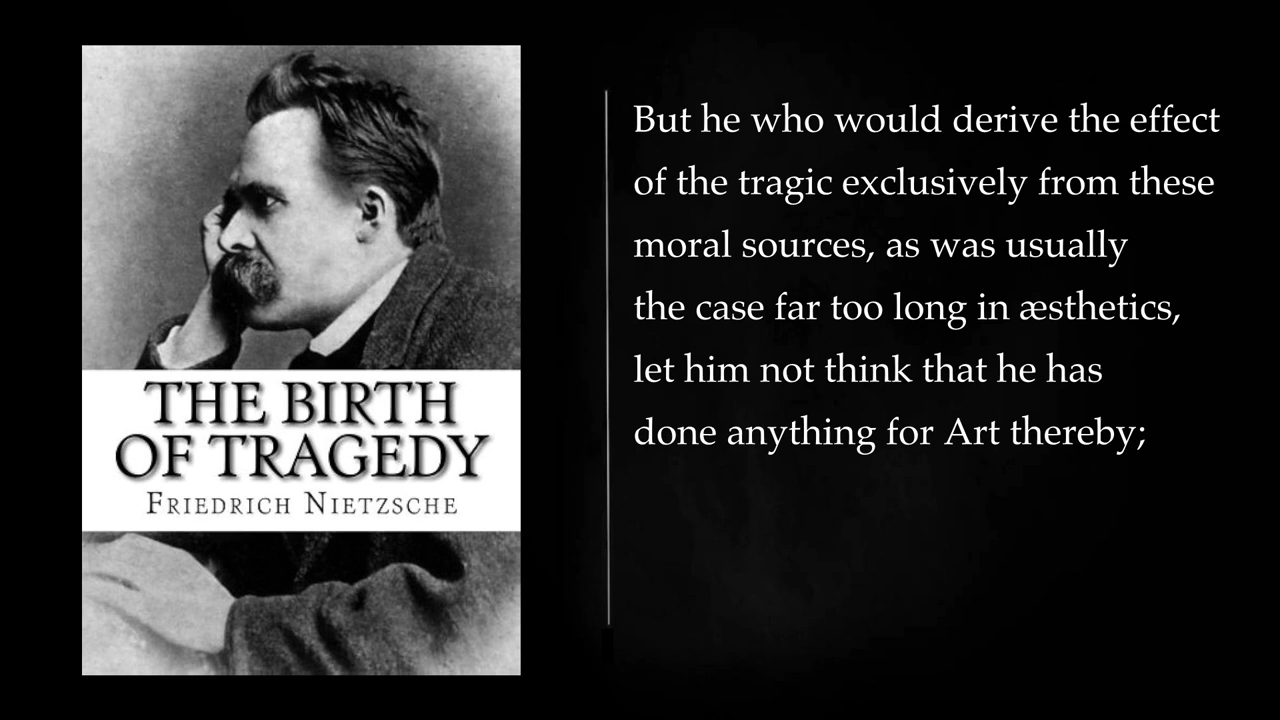 THE BIRTH
OF TRAGEDY
FRIEDRICH NIETZSCHE
But he who would derive the effect
of the tragic exclusively from these
moral sources, as was usually
the case far too long in æsthetics,
let him not think that he has
done anything for Art thereby;